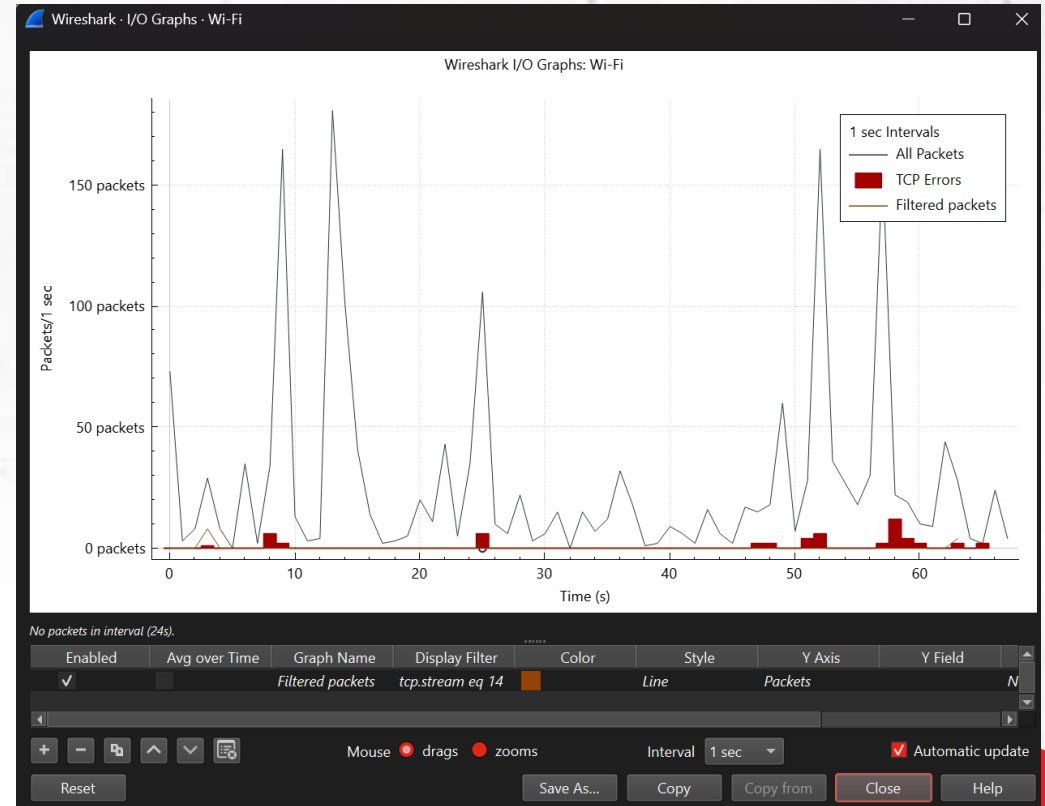 Wireshark · I/O Graphs · Wi-Fi
Wireshark I/O Graphs: Wi-Fi
1 sec Intervals
All Packets
TCP Errors
Filtered packets
Packets/1 sec
150 packets
100 packets
50 packets
0 packets
0 10 20 30 40 50 60
Time (s)
No packets in interval (24s).
Enabled Avg over Time Graph Name Display Filter Color Style Y Axis Y Field
Filtered packets tcp.stream eq 14 Line Packets N
Mouse drags zooms Interval 1 sec Automatic update
Reset Save As... Copy Copy from Close Help